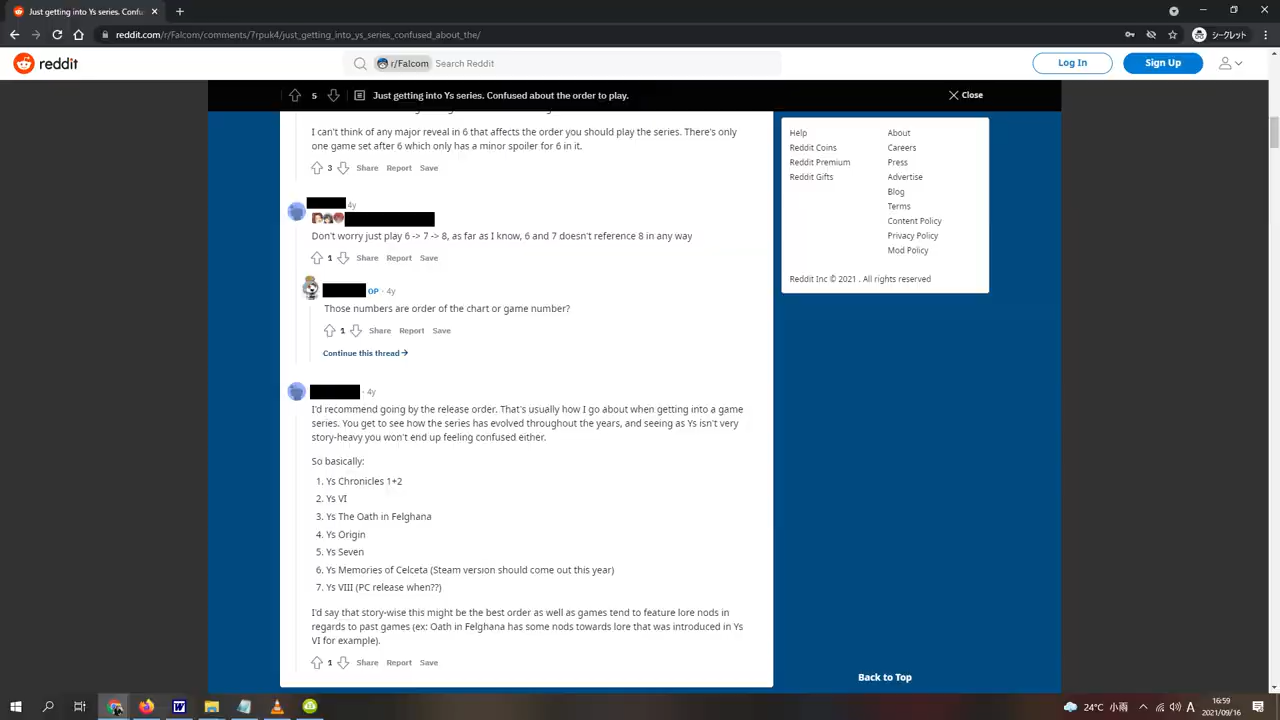 Just getting into Ys series. Confu
reddit.com/r/Falcom/comments/7rpuk4/just_getting_into_ys_series_confused_about_the/
シークレット
reddit
r/Falcom
Search Reddit
Log In
Sign Up
5
Just getting into Ys series. Confused about the order to play.
Close
I can't think of any major reveal in 6 that affects the order you should play the series. There's only
one game set after 6 which only has a minor spoiler for 6 in it.
3 Share Report Save
4y
Don't worry just play 6 -> 7 -> 8, as far as I know, 6 and 7 doesn't reference 8 in any way
1 Share Report Save
OP · 4y
Those numbers are order of the chart or game number?
1 Share Report Save
Continue this thread →
· 4y
I'd recommend going by the release order. That's usually how I go about when getting into a game
series. You get to see how the series has evolved throughout the years, and seeing as Ys isn't very
story-heavy you won't end up feeling confused either.
So basically:
1. Ys Chronicles 1+2
2. Ys VI
3. Ys The Oath in Felghana
4. Ys Origin
5. Ys Seven
6. Ys Memories of Celceta (Steam version should come out this year)
7. Ys VIII (PC release when??)
I'd say that story-wise this might be the best order as well as games tend to feature lore nods in
regards to past games (ex: Oath in Felghana has some nods towards lore that was introduced in Ys
VI for example).
1 Share Report Save
Help
Reddit Coins
Reddit Premium
Reddit Gifts
About
Careers
Press
Advertise
Blog
Terms
Content Policy
Privacy Policy
Mod Policy
Reddit Inc © 2021 . All rights reserved
Back to Top
24°C 小雨
A
16:59
2021/09/16